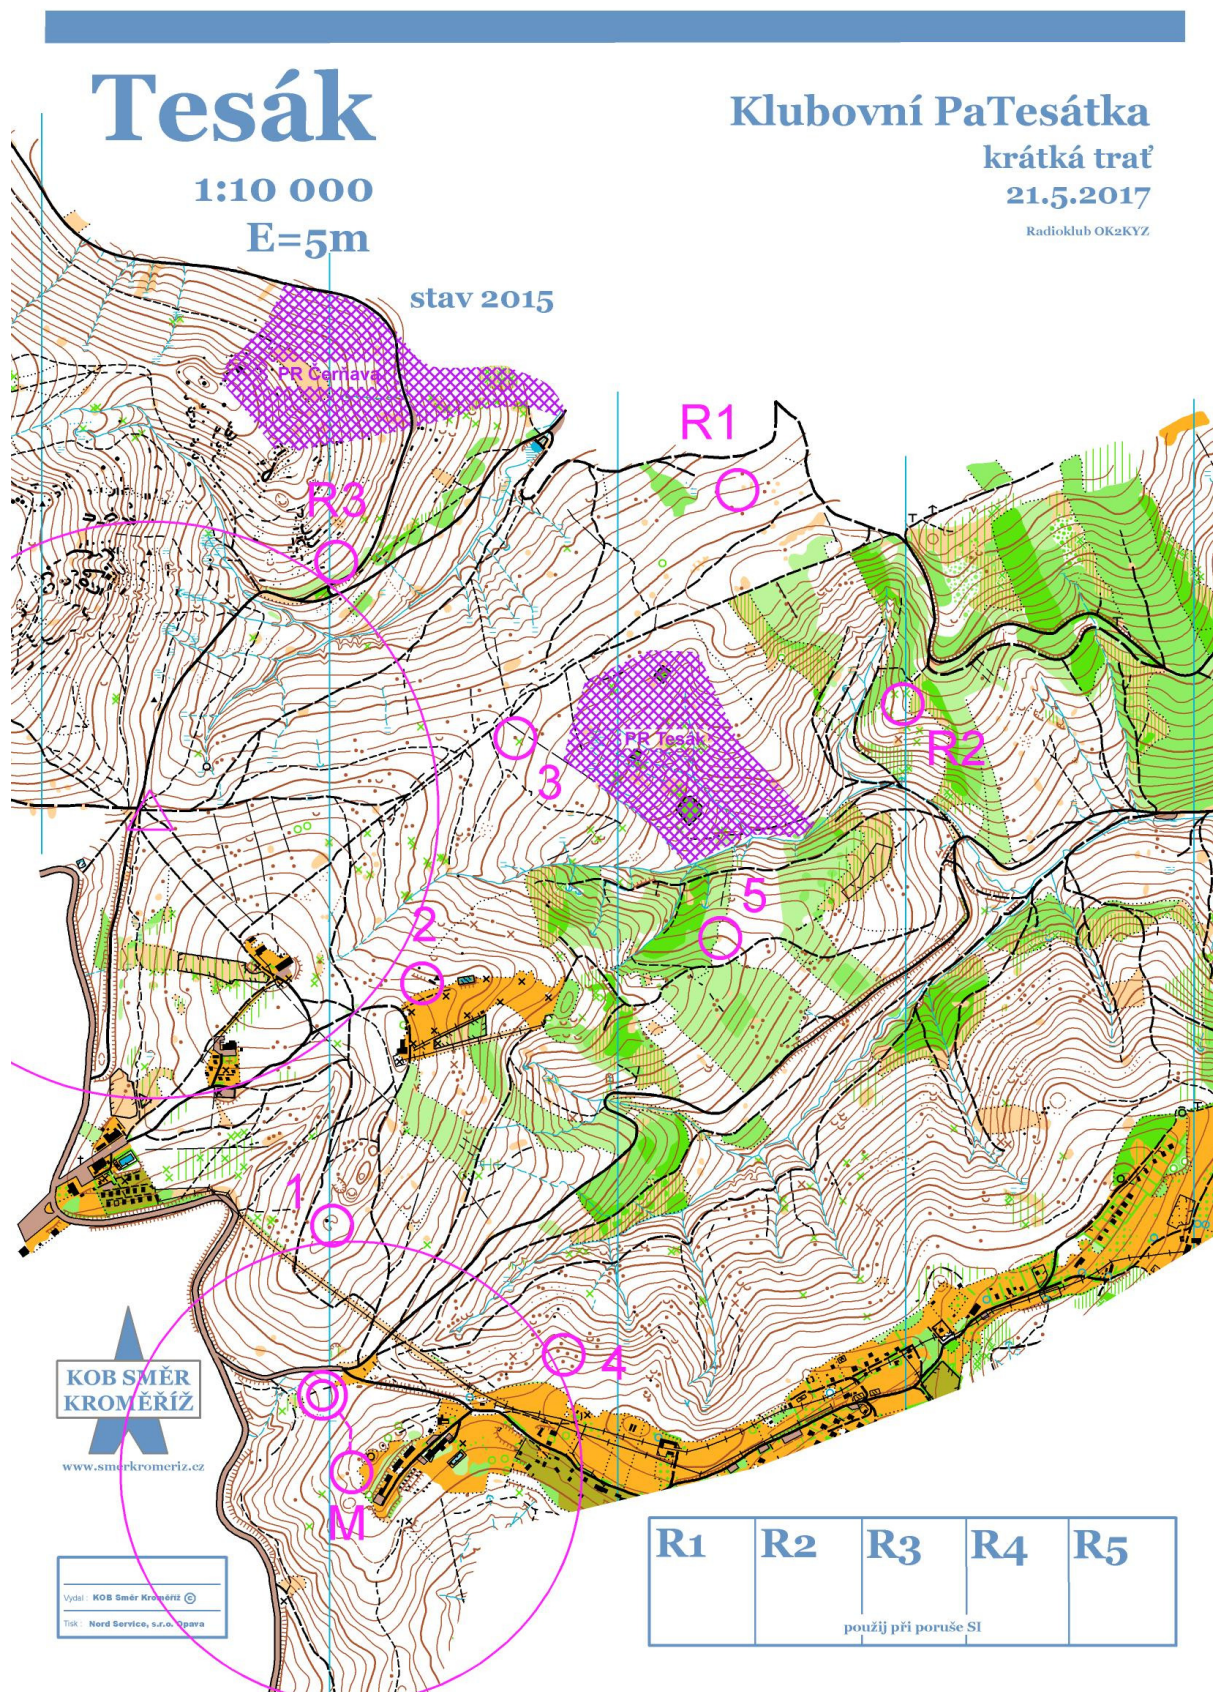 Tesák
1:10 000
E=5m
stav 2015
Klubovní PaTesátka
krátká trať
21.5.2017
Radioklub OK2KYZ
PR Černava
R1
R3
PR Tesák
R2
3
5
2
1
4
M
KOB SMĚR
KROMĚŘÍŽ
www.smerkromeriz.cz
Vydal : KOB Směr Kroměříž ©
Tisk : Nord Service, s.r.o. Opava
R1 R2 R3 R4 R5
použij při poruše SI